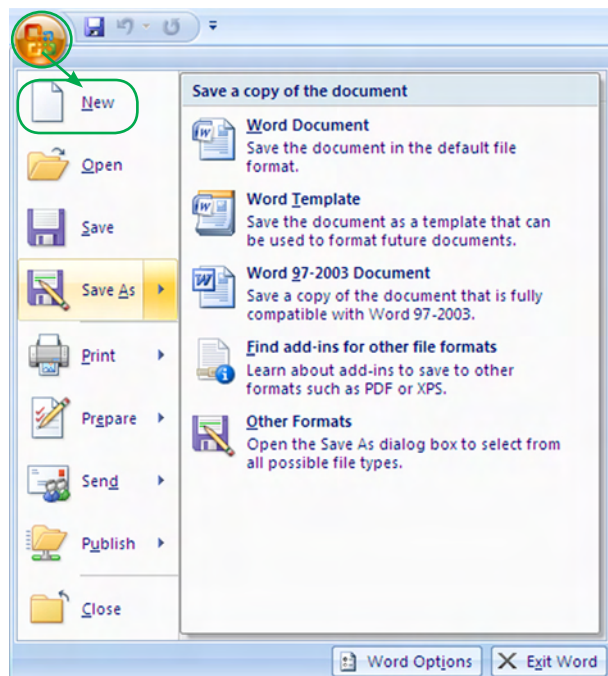 New
Open
Save
Save As
Print
Prepare
Send
Publish
Close
Save a copy of the document
Word Document
Save the document in the default file
format.
Word Template
Save the document as a template that can
be used to format future documents.
Word 97-2003 Document
Save a copy of the document that is fully
compatible with Word 97-2003.
Find add-ins for other file formats
Learn about add-ins to save to other
formats such as PDF or XPS.
Other Formats
Open the Save As dialog box to select from
all possible file types.
Word Options
Exit Word